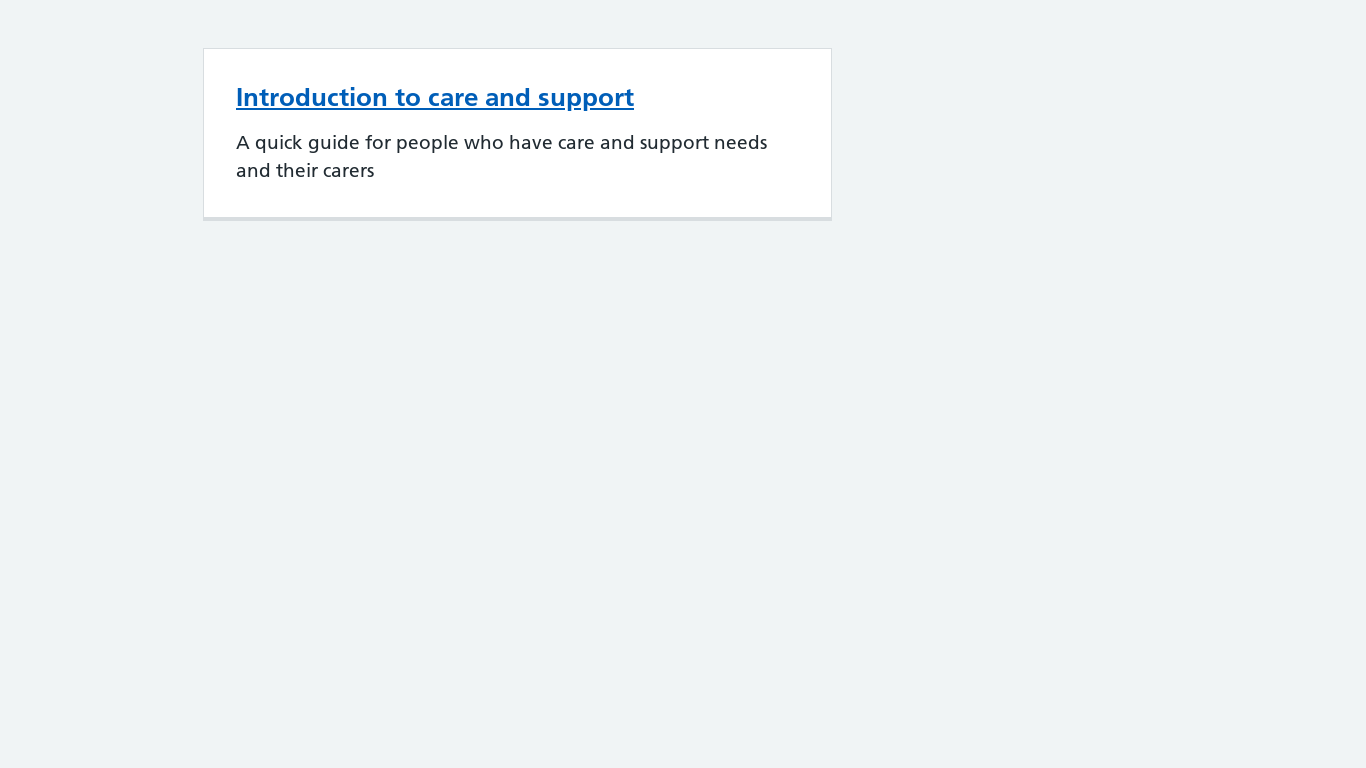 Introduction to care and support
A quick guide for people who have care and support needs
and their carers